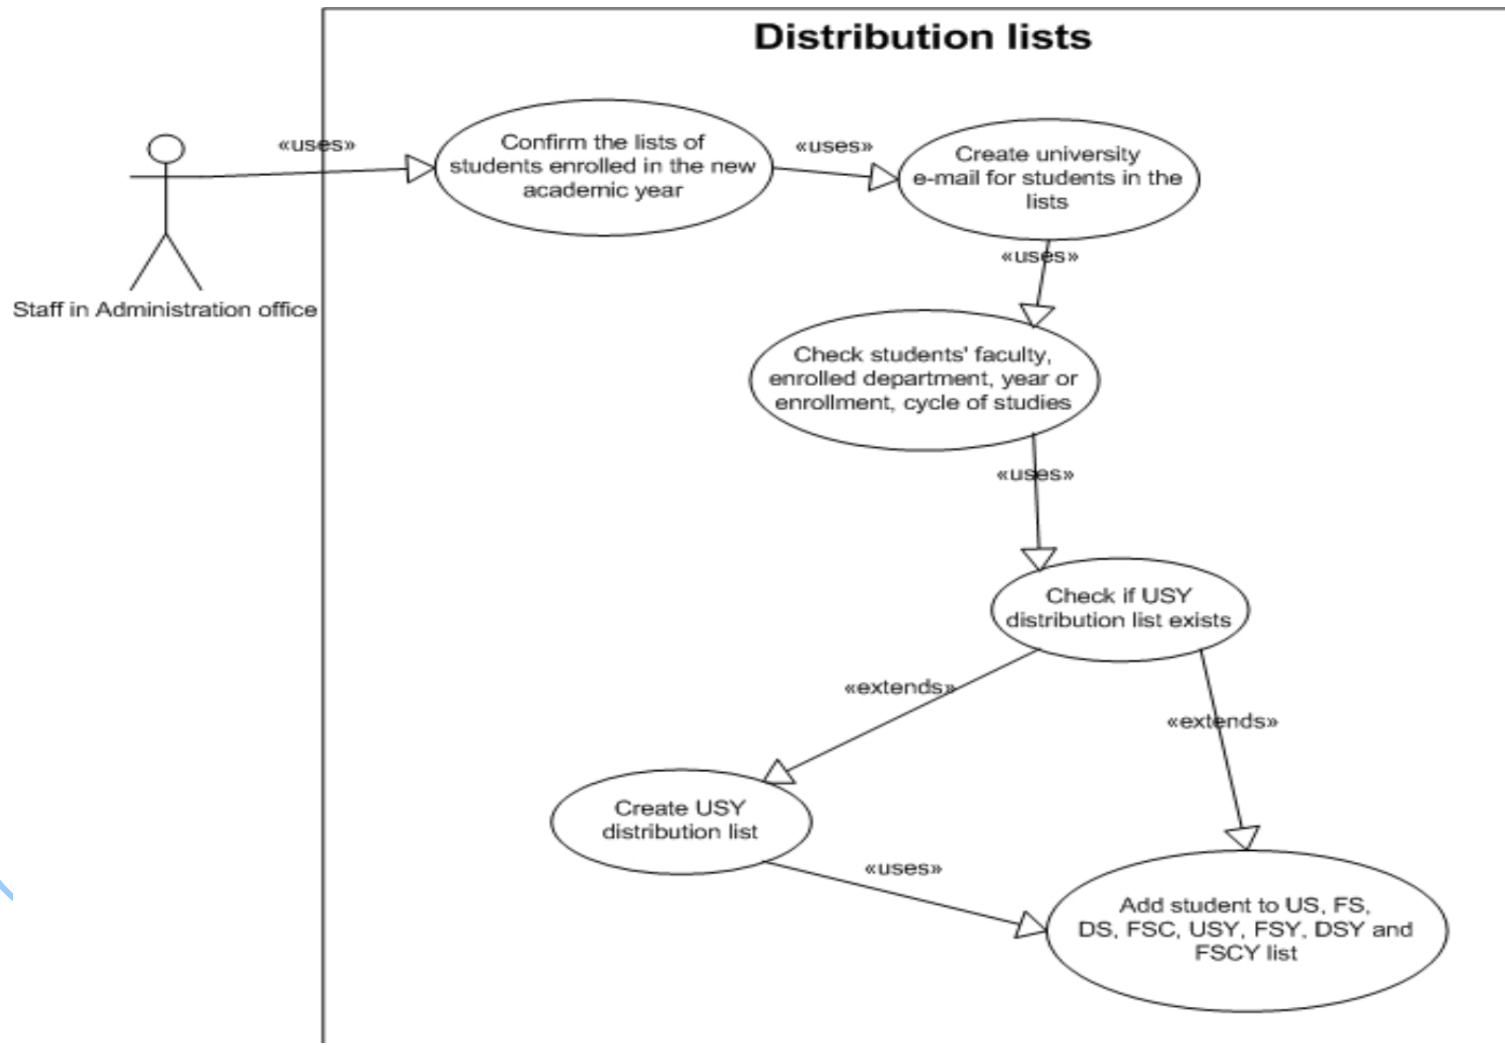 Distribution lists
«uses»
Confirm the lists of
students enrolled in the new
academic year
«uses»
Create university
e-mail for students in the
lists
Staff in Administration office
«uses»
Check students' faculty,
enrolled department, year or
enrollment, cycle of studies
«uses»
Check if USY
distribution list exists
«extends»
«extends»
Create USY
distribution list
«uses»
Add student to US, FS,
DS, FSC, USY, FSY, DSY and
FSCY list